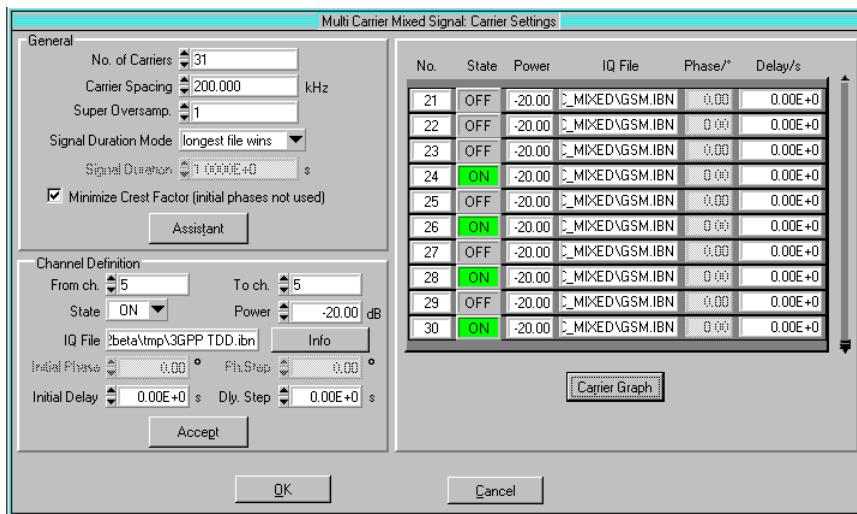 Multi Carrier Mixed Signal: Carrier Settings
General
No. of Carriers 31
Carrier Spacing 200.000 kHz
Super Oversamp. 1
Signal Duration Mode longest file wins
Signal Duration 1.0000E+0 s
Minimize Crest Factor (initial phases not used)
Assistant
Channel Definition
From ch. 5 To ch. 5
State ON Power -20.00 dB
IQ File ?beta\tmp\3GPP TDD.ibn Info
Initial Phase 0.00 ° Ph.Step 0.00 °
Initial Delay 0.00E+0 s Dly. Step 0.00E+0 s
Accept
No. State Power IQ File Phase/° Delay/s
21 OFF -20.00 C_MIXED\GSM.IBN 0.00 0.00E+0
22 OFF -20.00 C_MIXED\GSM.IBN 0.00 0.00E+0
23 OFF -20.00 C_MIXED\GSM.IBN 0.00 0.00E+0
24 ON -20.00 C_MIXED\GSM.IBN 0.00 0.00E+0
25 OFF -20.00 C_MIXED\GSM.IBN 0.00 0.00E+0
26 ON -20.00 C_MIXED\GSM.IBN 0.00 0.00E+0
27 OFF -20.00 C_MIXED\GSM.IBN 0.00 0.00E+0
28 ON -20.00 C_MIXED\GSM.IBN 0.00 0.00E+0
29 OFF -20.00 C_MIXED\GSM.IBN 0.00 0.00E+0
30 ON -20.00 C_MIXED\GSM.IBN 0.00 0.00E+0
Carrier Graph
OK
Cancel